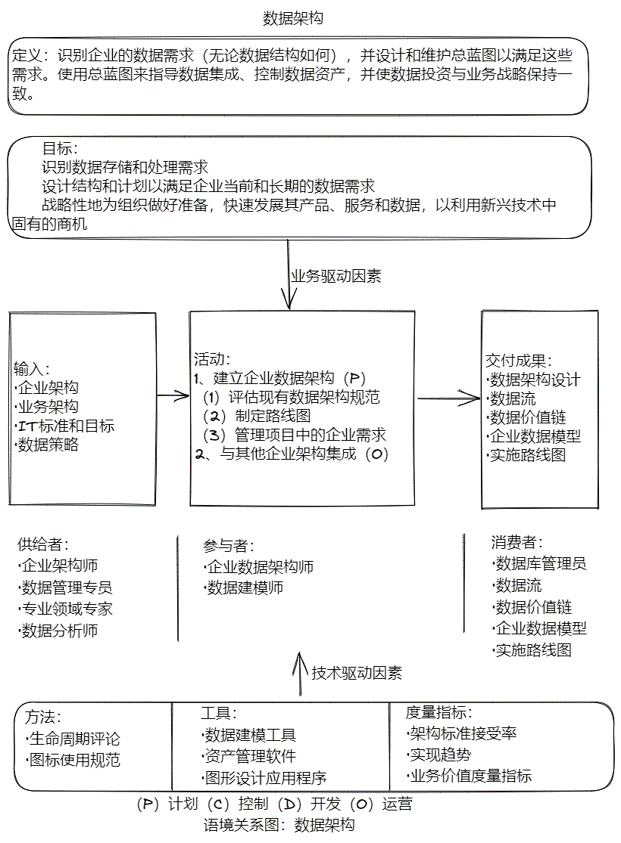 数据架构
定义：识别企业的数据需求（无论数据结构如何），并设计和维护总蓝图以满足这些
需求。使用总蓝图来指导数据集成、控制数据资产，并使数据投资与业务战略保持一
致。
目标：
识别数据存储和处理需求
设计结构和计划以满足企业当前和长期的数据需求
战略性地为组织做好准备，快速发展其产品、服务和数据，以利用新兴技术中
固有的商机
业务驱动因素
输入：
·企业架构
·业务架构
·IT标准和目标
·数据策略
活动：
1、建立企业数据架构（P）
（1）评估现有数据架构规范
（2）制定路线图
（3）管理项目中的企业需求
2、与其他企业架构集成（O）
交付成果：
·数据架构设计
·数据流
·数据价值链
·企业数据模型
·实施路线图
供给者：
·企业架构师
·数据管理专员
·专业领域专家
·数据分析师
参与者：
·企业数据架构师
·数据建模师
消费者：
·数据库管理员
·数据流
·数据价值链
·企业数据模型
·实施路线图
技术驱动因素
方法：
·生命周期评论
·图标使用规范
工具：
·数据建模工具
·资产管理软件
·图形设计应用程序
度量指标：
·架构标准接受率
·实现趋势
·业务价值度量指标
（P）计划（C）控制（D）开发（O）运营
语境关系图：数据架构